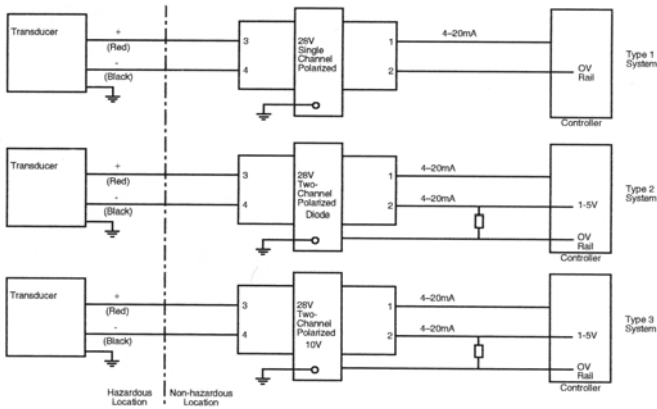 Transducer
+
(Red)
-
(Black)
3
4
28V
Single
Channel
Polarized
1
2
4–20mA
OV
Rail
Controller
Type 1
System
Transducer
+
(Red)
-
(Black)
3
4
28V
Two-
Channel
Polarized
Diode
1
2
4–20mA
4–20mA
1-5V
OV
Rail
Controller
Type 2
System
Transducer
+
(Red)
-
(Black)
3
4
28V
Two-
Channel
Polarized
10V
1
2
4–20mA
4–20mA
1-5V
OV
Rail
Controller
Type 3
System
Hazardous
Location
Non-hazardous
Location